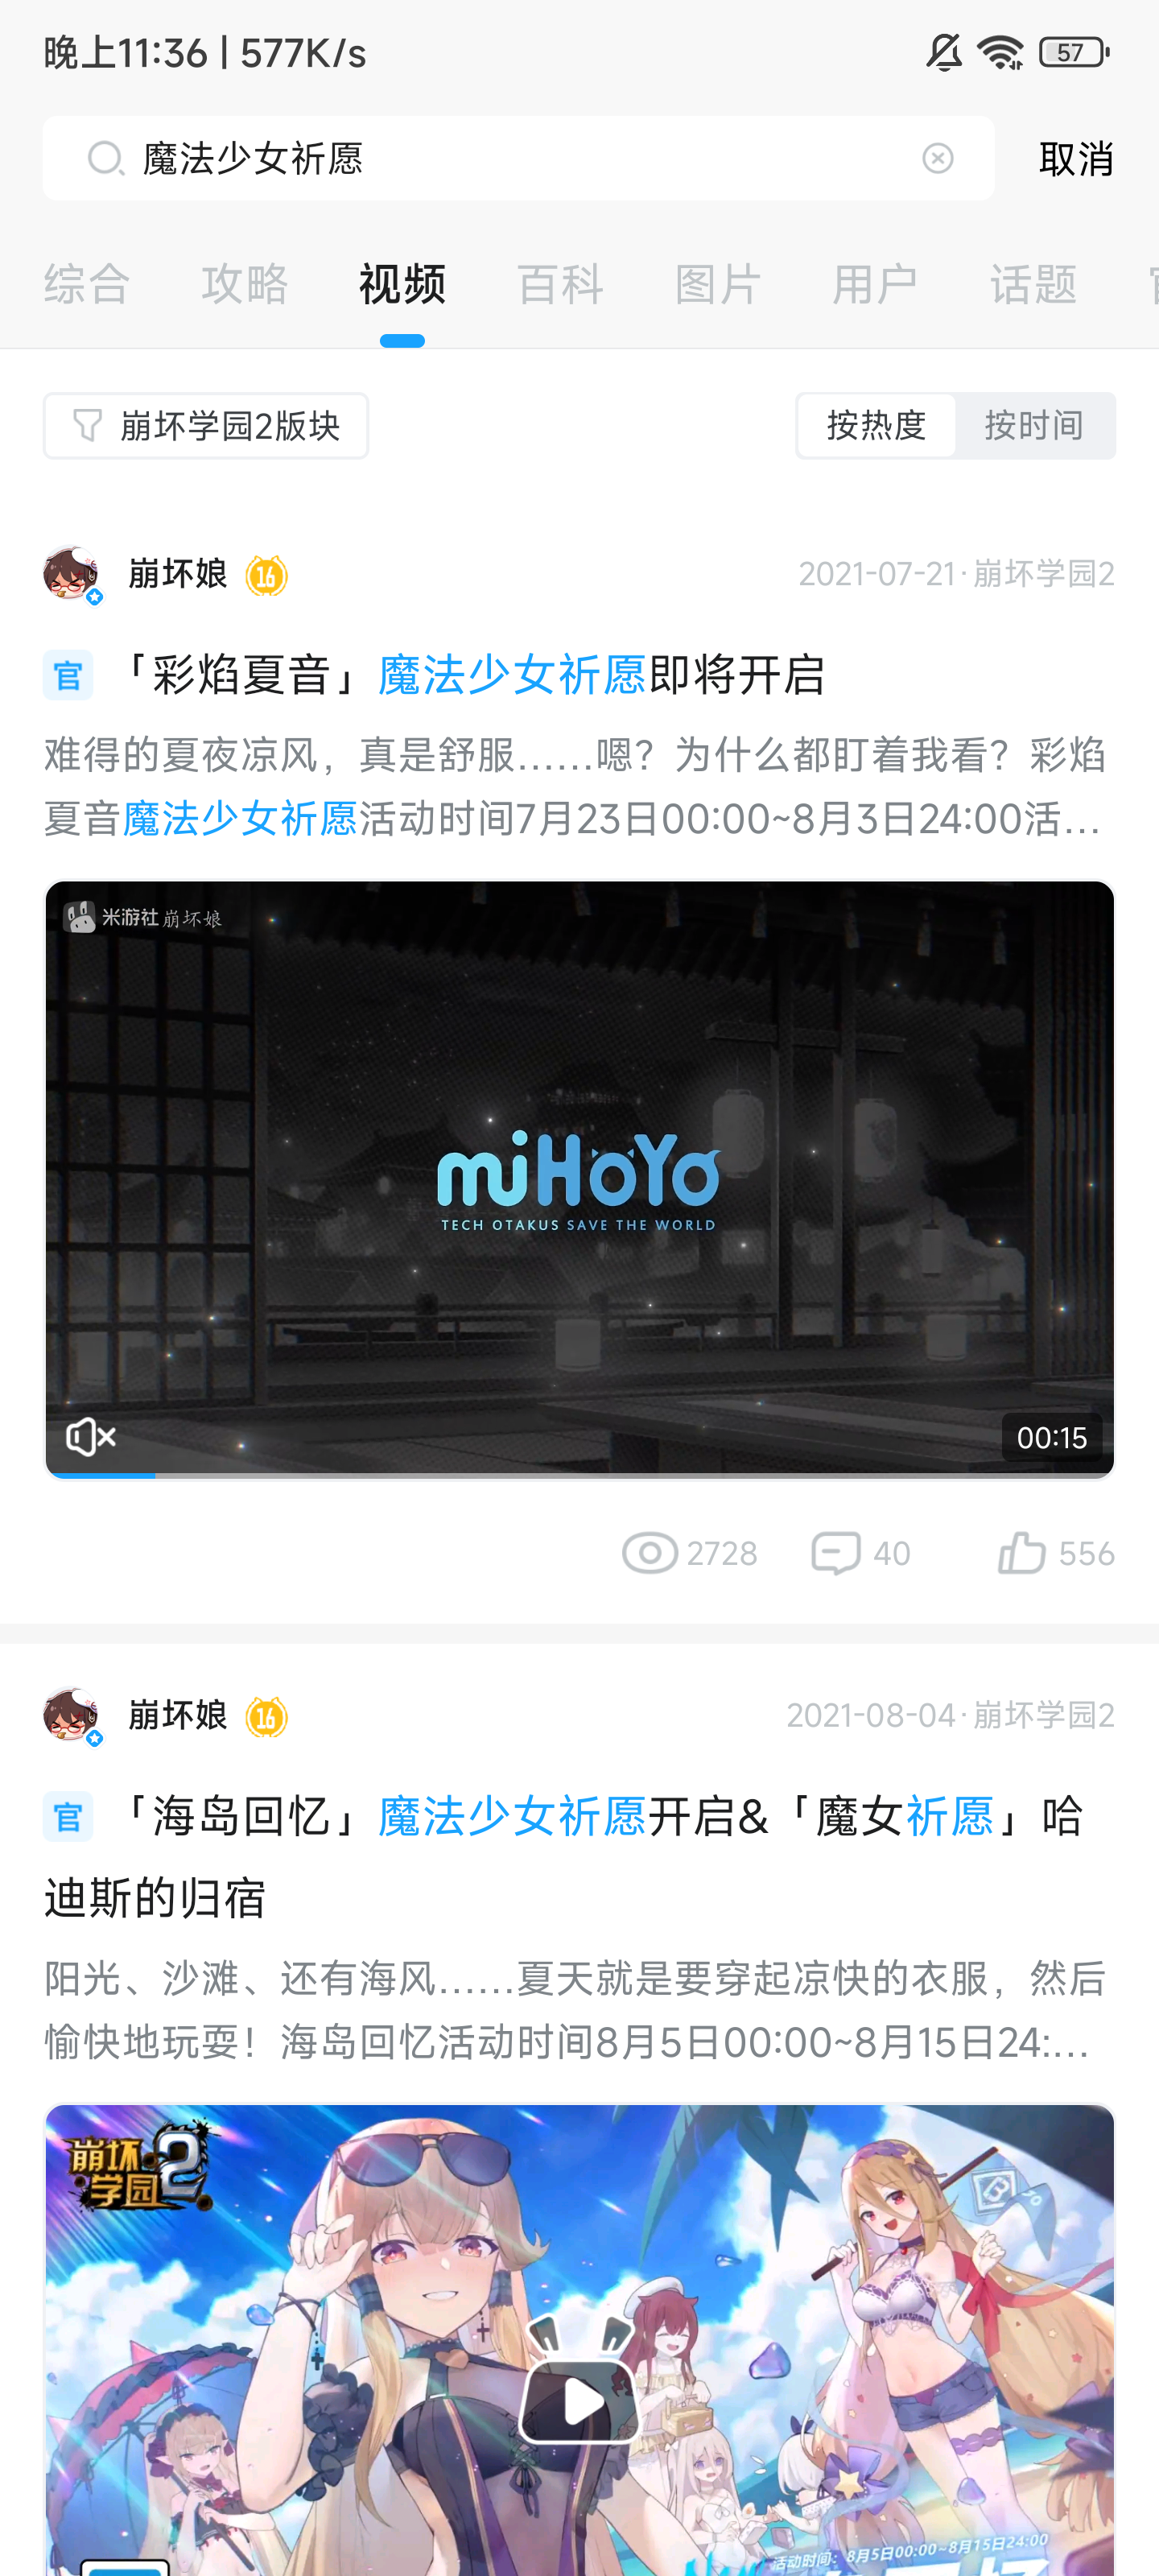 晚上11:36 | 577K/s
57
魔法少女祈愿
取消
综合 攻略 视频 百科 图片 用户 话题
崩坏学园2版块
按热度 按时间
崩坏娘 16
2021-07-21·崩坏学园2
官 「彩焰夏音」魔法少女祈愿即将开启
难得的夏夜凉风，真是舒服……嗯？为什么都盯着我看？彩焰
夏音魔法少女祈愿活动时间7月23日00:00~8月3日24:00活...
米游社 崩坏娘
miHoYo
TECH OTAKUS SAVE THE WORLD
00:15
2728 40 556
崩坏娘 16
2021-08-04·崩坏学园2
官 「海岛回忆」魔法少女祈愿开启&「魔女祈愿」哈
迪斯的归宿
阳光、沙滩、还有海风……夏天就是要穿起凉快的衣服，然后
愉快地玩耍！海岛回忆活动时间8月5日00:00~8月15日24:...
崩坏
学园2
活动时间：8月5日00:00~8月15日24:00